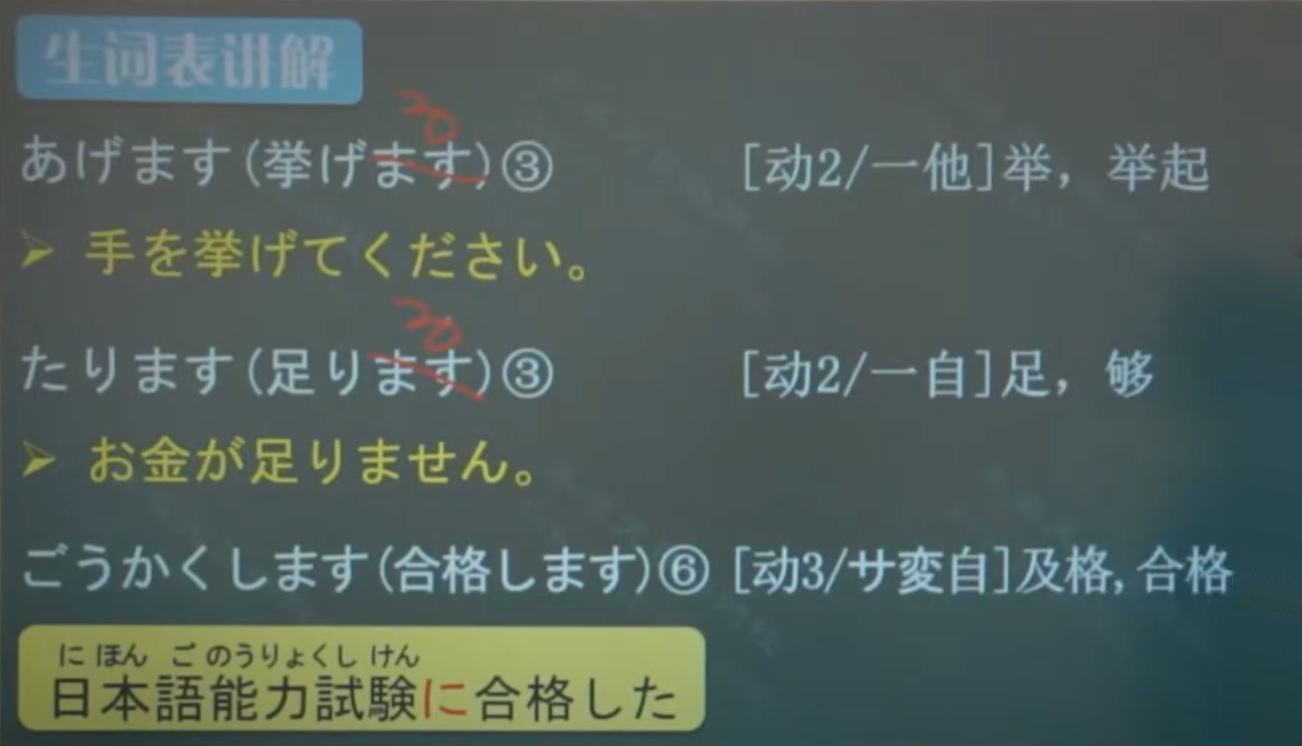 生词表讲解
る
あげます(挙げます)③ [动2/一他]举，举起
➢ 手を挙げてください。
る
たります(足ります)③ [动2/一自]足，够
➢ お金が足りません。
ごうかくします(合格します)⑥ [动3/サ変自]及格,合格
に ほん ご のうりょくし けん
日本語能力試験に合格した